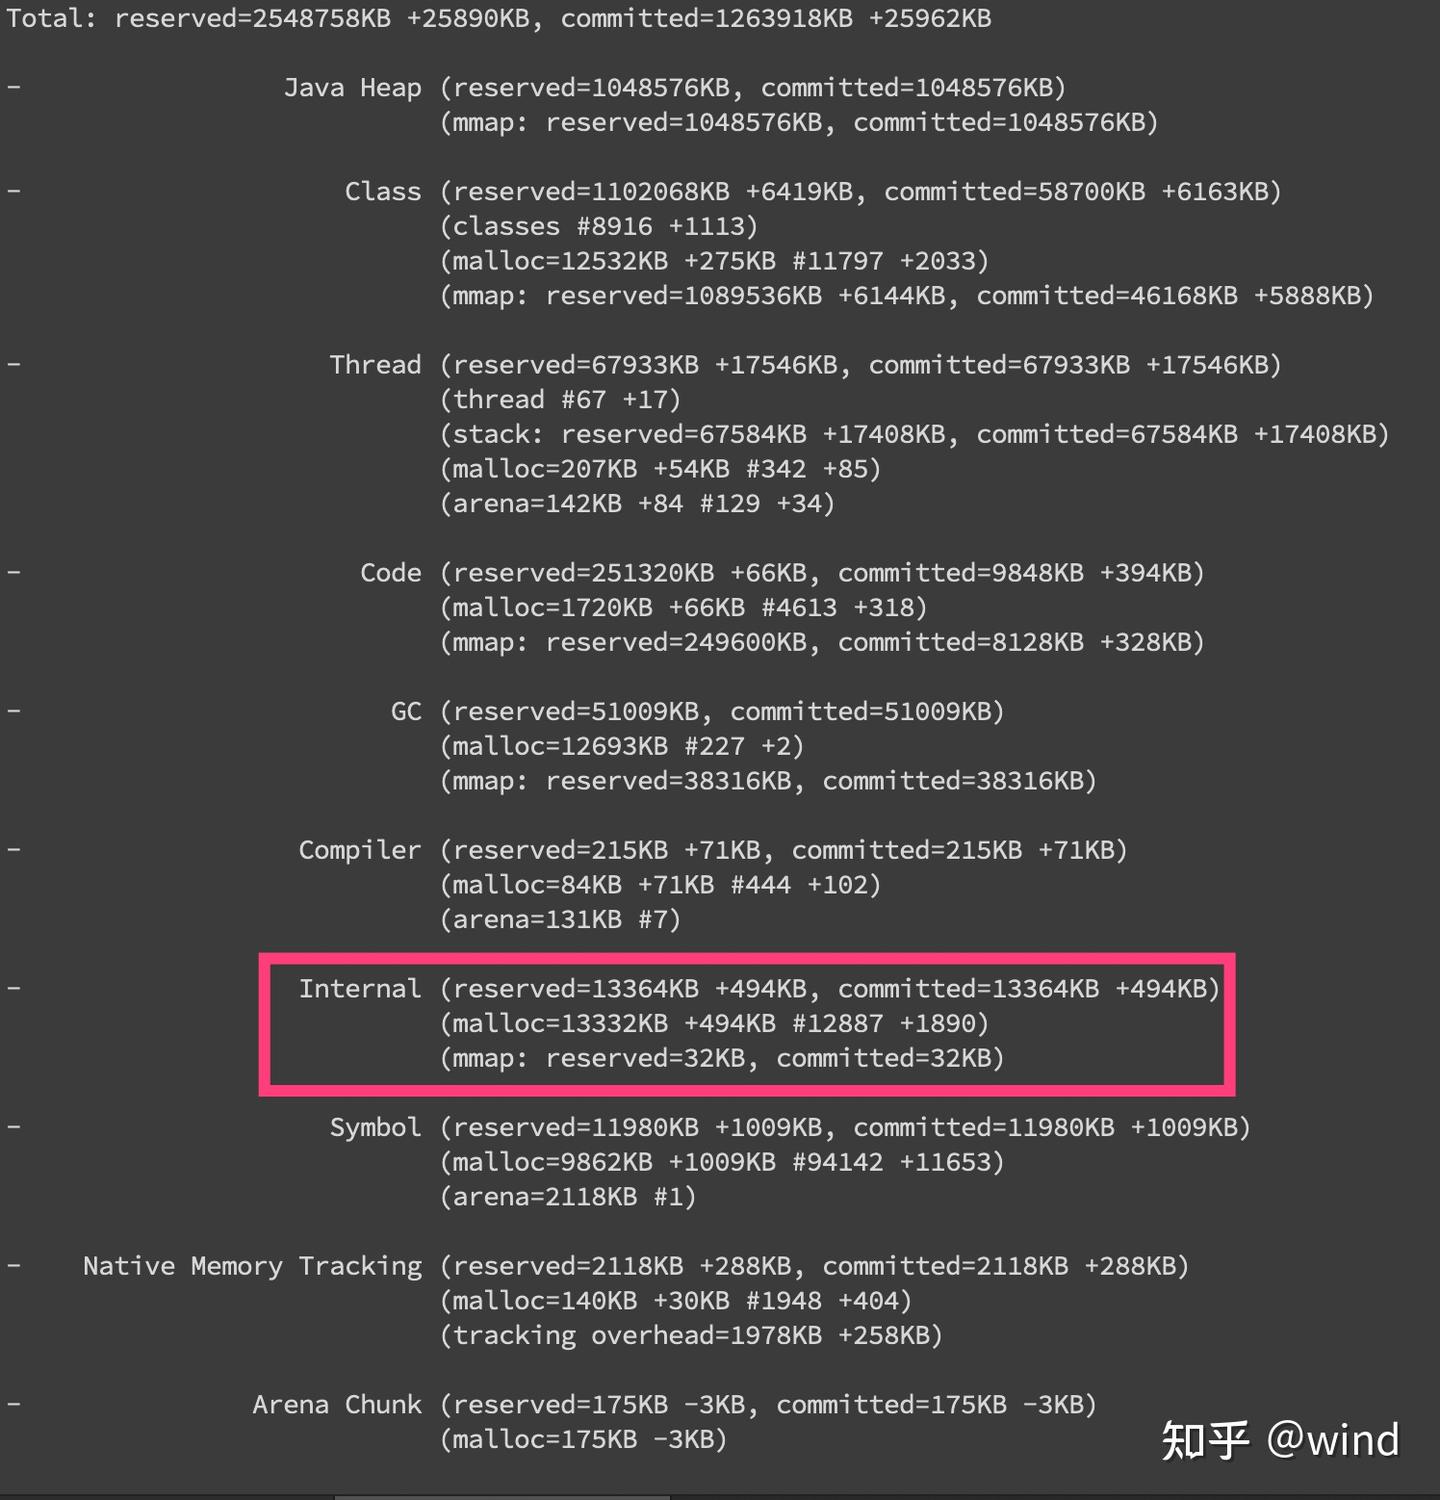 Total: reserved=2548758KB +25890KB, committed=1263918KB +25962KB
- Java Heap (reserved=1048576KB, committed=1048576KB)
(mmap: reserved=1048576KB, committed=1048576KB)
- Class (reserved=1102068KB +6419KB, committed=58700KB +6163KB)
(classes #8916 +1113)
(malloc=12532KB +275KB #11797 +2033)
(mmap: reserved=1089536KB +6144KB, committed=46168KB +5888KB)
- Thread (reserved=67933KB +17546KB, committed=67933KB +17546KB)
(thread #67 +17)
(stack: reserved=67584KB +17408KB, committed=67584KB +17408KB)
(malloc=207KB +54KB #342 +85)
(arena=142KB +84 #129 +34)
- Code (reserved=251320KB +66KB, committed=9848KB +394KB)
(malloc=1720KB +66KB #4613 +318)
(mmap: reserved=249600KB, committed=8128KB +328KB)
- GC (reserved=51009KB, committed=51009KB)
(malloc=12693KB #227 +2)
(mmap: reserved=38316KB, committed=38316KB)
- Compiler (reserved=215KB +71KB, committed=215KB +71KB)
(malloc=84KB +71KB #444 +102)
(arena=131KB #7)
- Internal (reserved=13364KB +494KB, committed=13364KB +494KB)
(malloc=13332KB +494KB #12887 +1890)
(mmap: reserved=32KB, committed=32KB)
- Symbol (reserved=11980KB +1009KB, committed=11980KB +1009KB)
(malloc=9862KB +1009KB #94142 +11653)
(arena=2118KB #1)
- Native Memory Tracking (reserved=2118KB +288KB, committed=2118KB +288KB)
(malloc=140KB +30KB #1948 +404)
(tracking overhead=1978KB +258KB)
- Arena Chunk (reserved=175KB -3KB, committed=175KB -3KB)
(malloc=175KB -3KB)
知乎 @wind